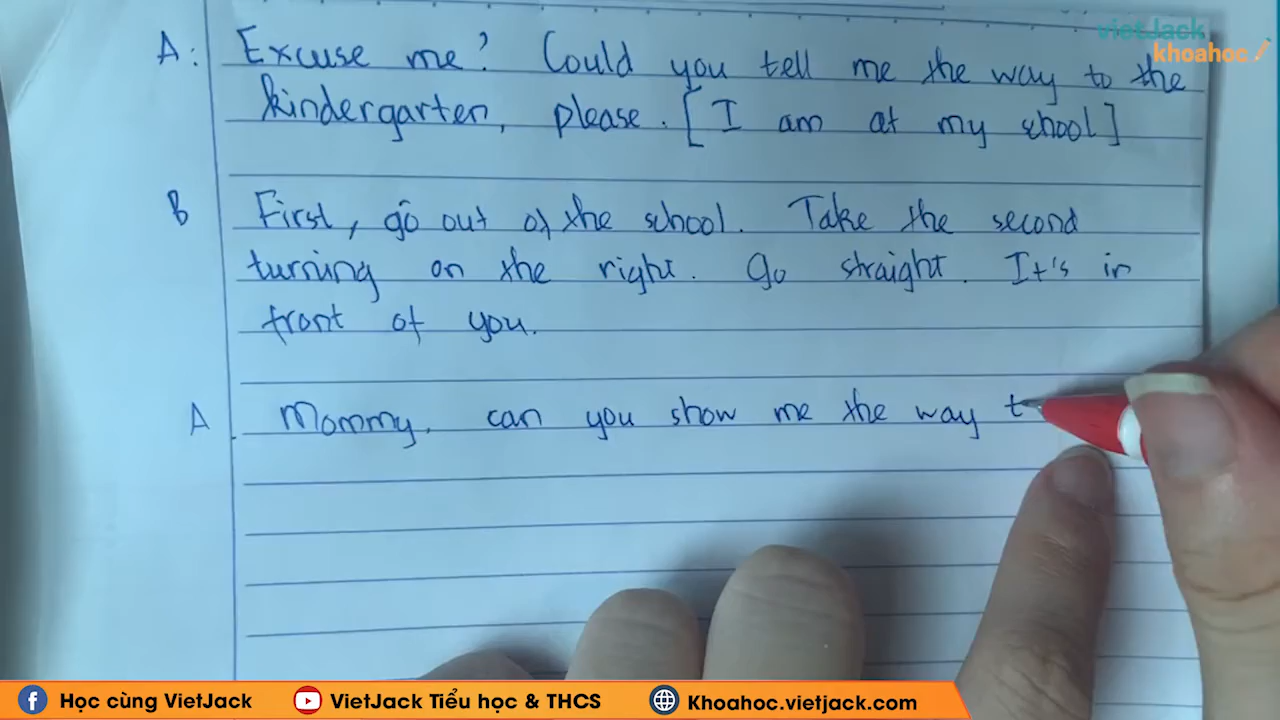 vietJack
khoahoc
A: Excuse me? Could you tell me the way to the
kindergarten, please. [I am at my shool]
B First, go out of the school. Take the second
turning on the right. Go straight. It's in
front of you.
A Mommy, can you show me the way t
Học cùng VietJack
VietJack Tiểu học & THCS
Khoahoc.vietjack.com